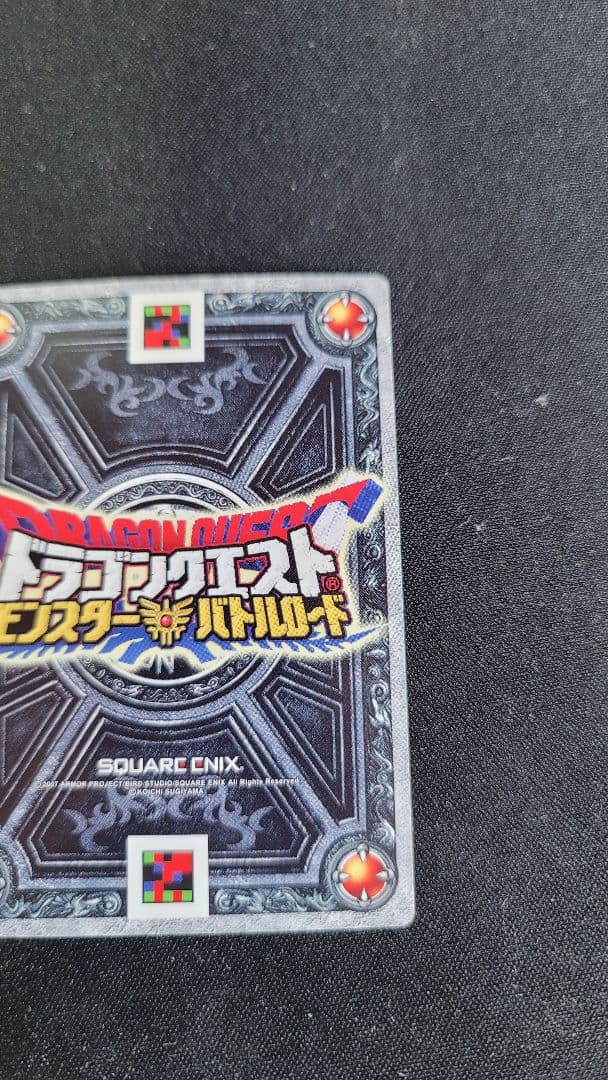 DRAGON QUEST
ドラゴンクエスト®
モンスターバトルロード
SQUARE ENIX®
©2007 ARMOR PROJECT/BIRD STUDIO/SQUARE ENIX All Rights Reserved.
©KOICHI SUGIYAMA